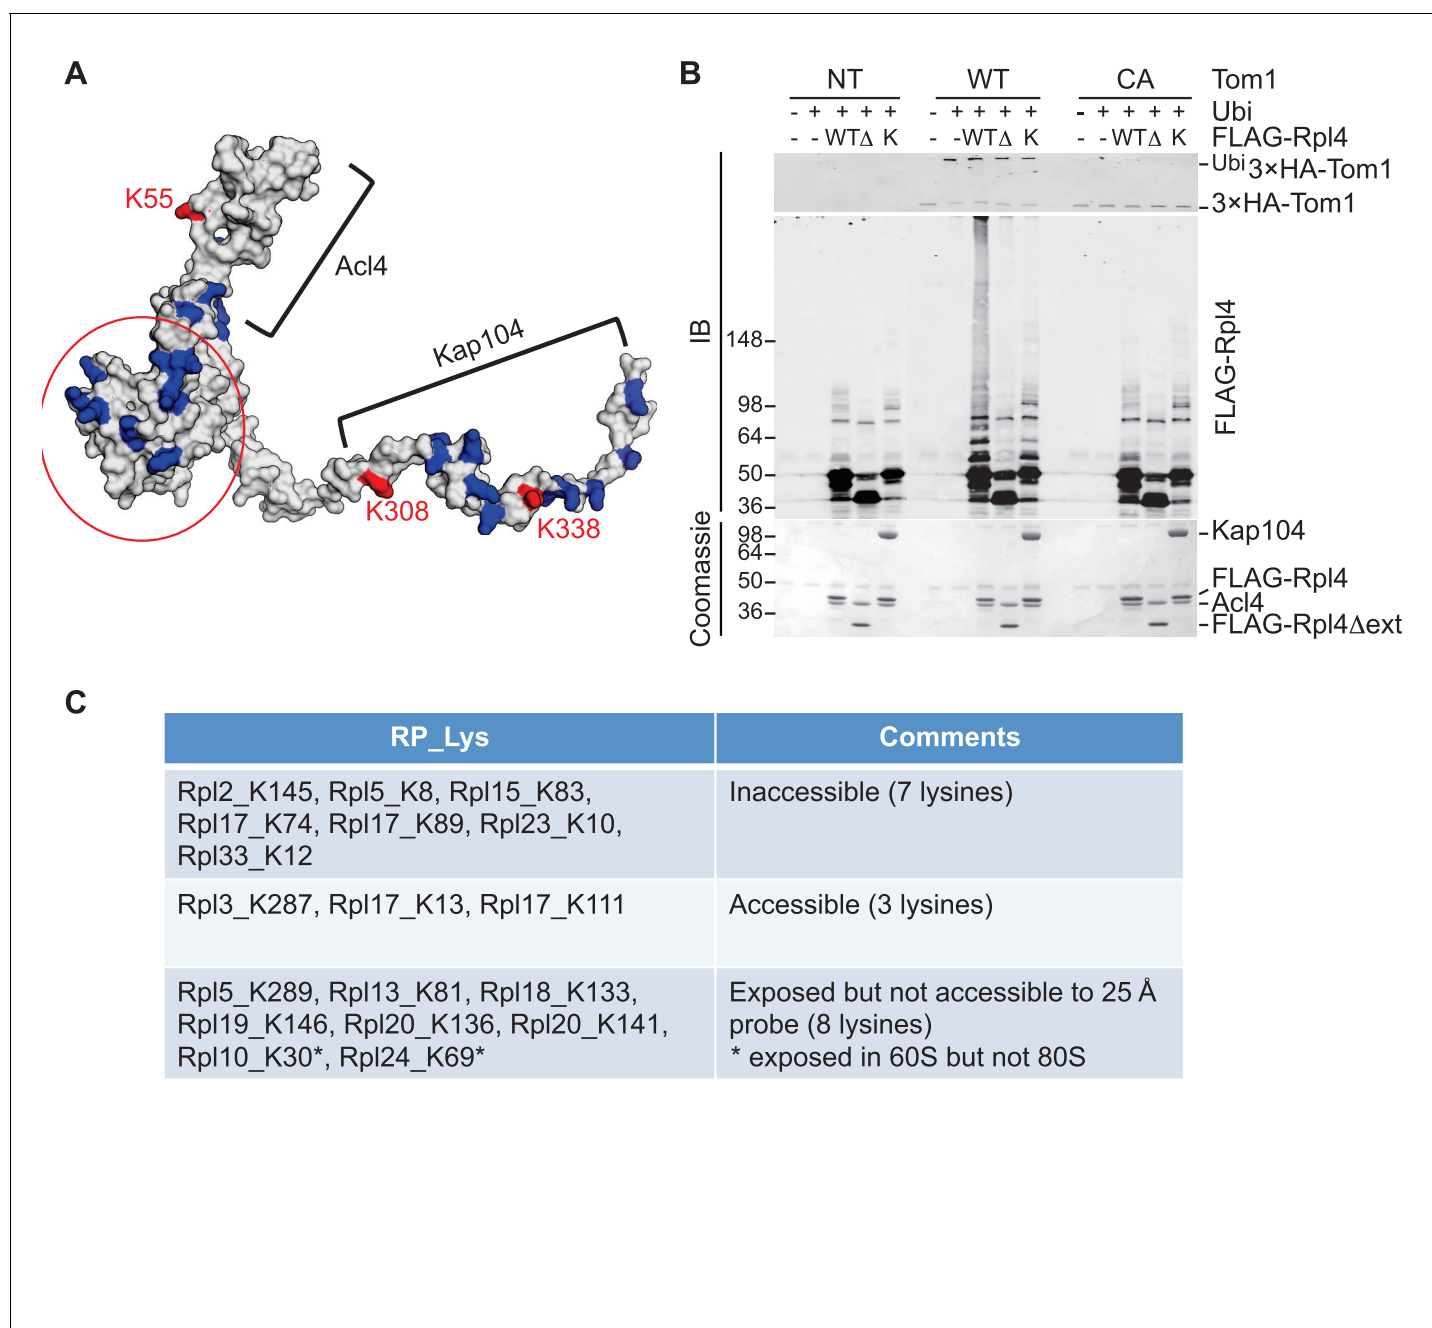 A
K55
Acl4
Kap104
K308
K338
B
NT WT CA Tom1
- + + + + - + + + + - + + + + Ubi
- - WT Δ K - - WT Δ K - - WT Δ K FLAG-Rpl4
Ubi3×HA-Tom1
3×HA-Tom1
IB
148
98
64
50
36
FLAG-Rpl4
Coomassie
98
64
50
36
Kap104
FLAG-Rpl4
Acl4
FLAG-Rpl4Δext
C
RP_Lys Comments
Rpl2_K145, Rpl5_K8, Rpl15_K83,
Rpl17_K74, Rpl17_K89, Rpl23_K10,
Rpl33_K12
Inaccessible (7 lysines)
Rpl3_K287, Rpl17_K13, Rpl17_K111
Accessible (3 lysines)
Rpl5_K289, Rpl13_K81, Rpl18_K133,
Rpl19_K146, Rpl20_K136, Rpl20_K141,
Rpl10_K30*, Rpl24_K69*
Exposed but not accessible to 25 Å
probe (8 lysines)
* exposed in 60S but not 80S